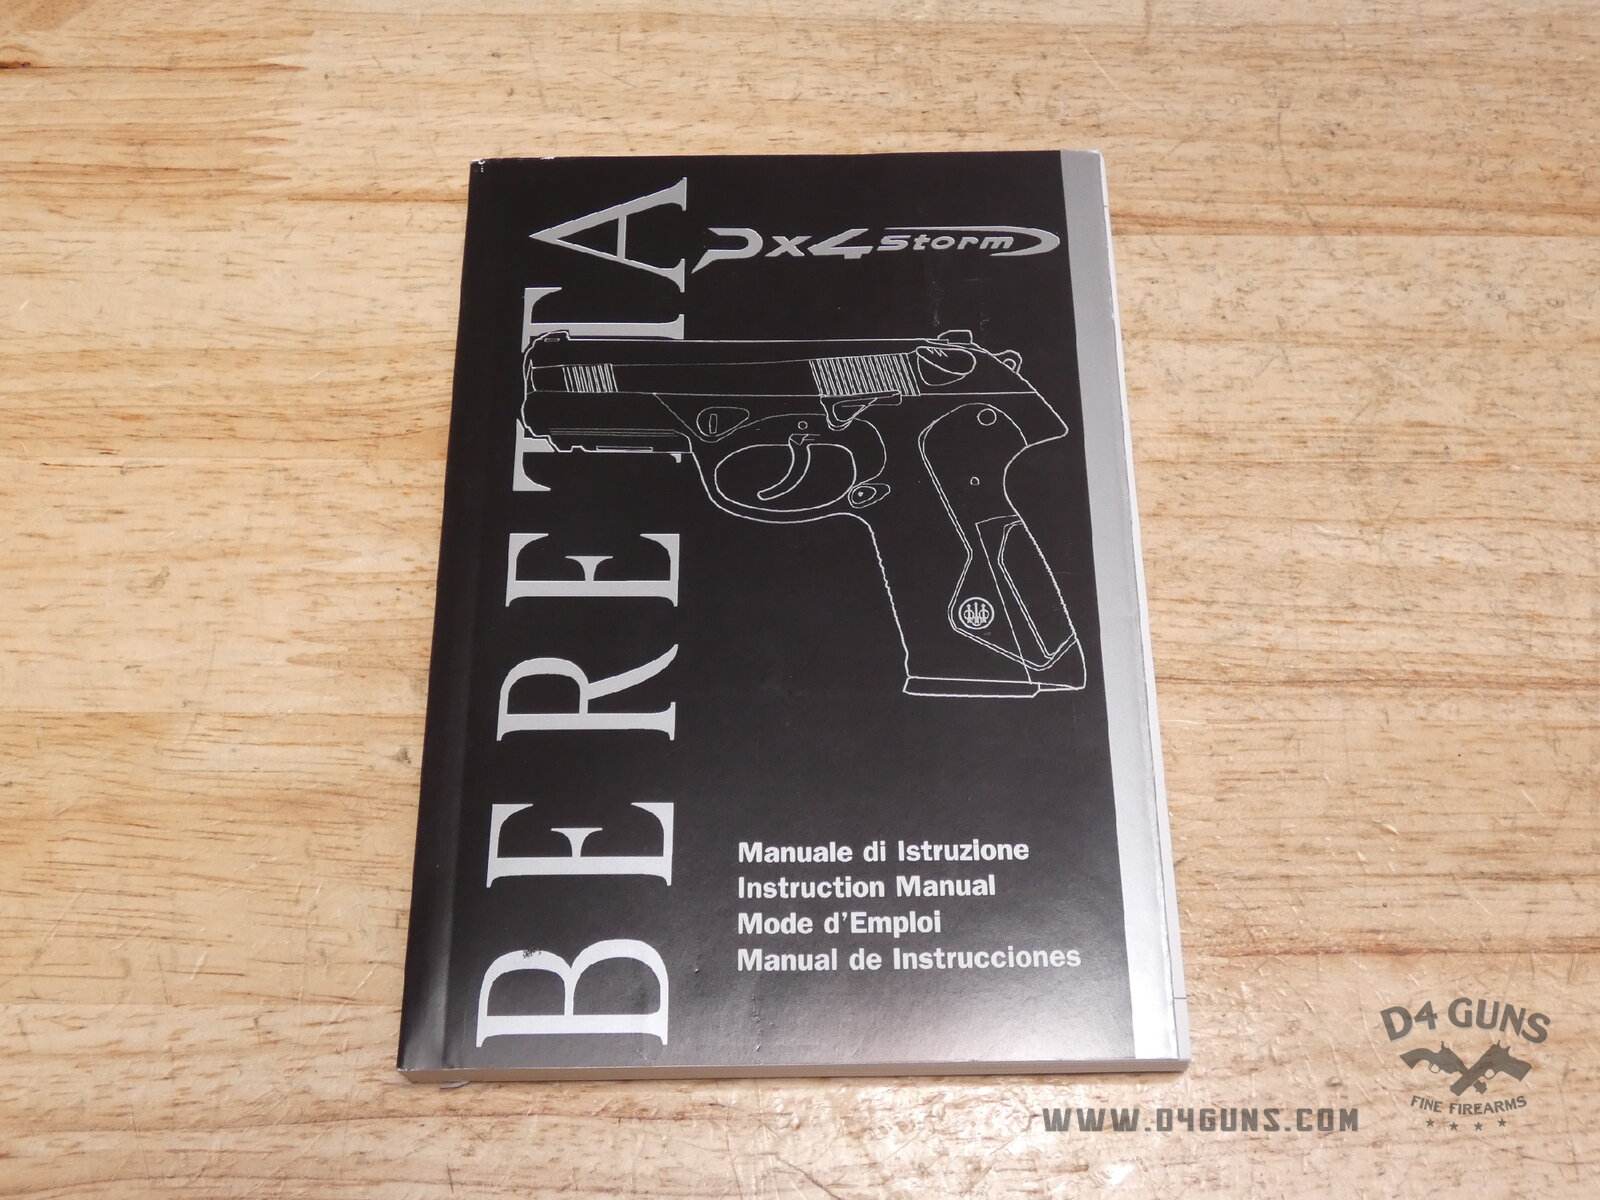 BERETTA
Px4 Storm
Manuale di Istruzione
Instruction Manual
Mode d'Emploi
Manual de Instrucciones
D4 GUNS
FINE FIREARMS
WWW.D4GUNS.COM